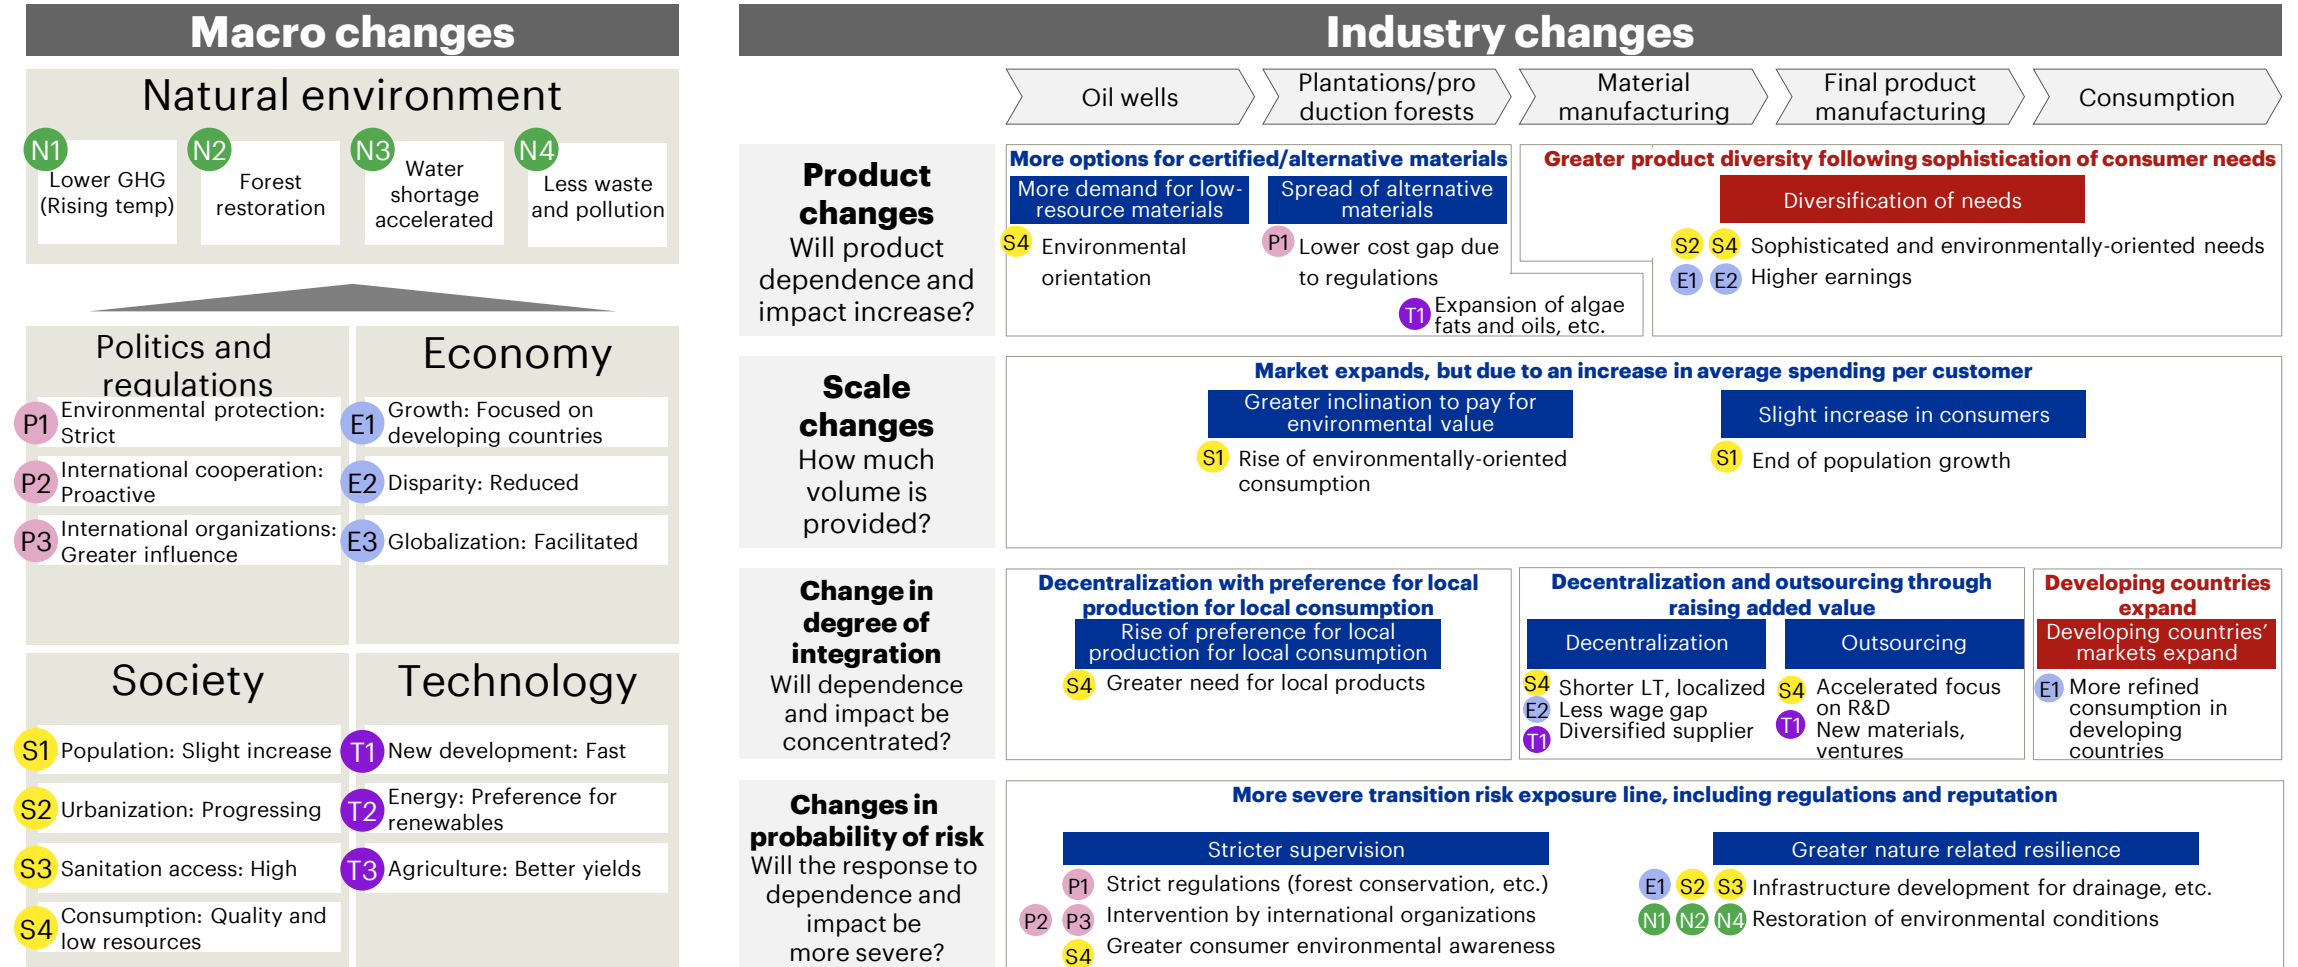 Macro changes
Natural environment
N1
Lower GHG
(Rising temp)
N2
Forest
restoration
N3
Water
shortage
accelerated
N4
Less waste
and pollution
Politics and
regulations
P1
Environmental protection:
Strict
P2
International cooperation:
Proactive
P3
International organizations:
Greater influence
Economy
E1
Growth: Focused on
developing countries
E2
Disparity: Reduced
E3
Globalization: Facilitated
Society
S1
Population: Slight increase
S2
Urbanization: Progressing
S3
Sanitation access: High
S4
Consumption: Quality and
low resources
Technology
T1
New development: Fast
T2
Energy: Preference for
renewables
T3
Agriculture: Better yields
Industry changes
Oil wells
Plantations/pro
duction forests
Material
manufacturing
Final product
manufacturing
Consumption
Product
changes
Will product
dependence and
impact increase?
More options for certified/alternative materials
More demand for low-
resource materials
S4
Environmental
orientation
Spread of alternative
materials
P1
Lower cost gap due
to regulations
T1
Expansion of algae
fats and oils, etc.
Greater product diversity following sophistication of consumer needs
Diversification of needs
S2 S4 Sophisticated and environmentally-oriented needs
E1 E2 Higher earnings
Scale
changes
How much
volume is
provided?
Market expands, but due to an increase in average spending per customer
Greater inclination to pay for
environmental value
S1 Rise of environmentally-oriented
consumption
Slight increase in consumers
S1 End of population growth
Change in
degree of
integration
Will dependence
and impact be
concentrated?
Decentralization with preference for local
production for local consumption
Rise of preference for local
production for local consumption
S4 Greater need for local products
Decentralization and outsourcing through
raising added value
Decentralization
S4 Shorter LT, localized
E2 Less wage gap
T1 Diversified supplier
Outsourcing
S4 Accelerated focus
on R&D
T1 New materials,
ventures
Developing countries
expand
Developing countries’
markets expand
E1 More refined
consumption in
developing
countries
Changes in
probability of risk
Will the response to
dependence and
impact be
more severe?
More severe transition risk exposure line, including regulations and reputation
Stricter supervision
P1 Strict regulations (forest conservation, etc.)
P2 P3 Intervention by international organizations
S4 Greater consumer environmental awareness
Greater nature related resilience
E1 S2 S3 Infrastructure development for drainage, etc.
N1 N2 N4 Restoration of environmental conditions